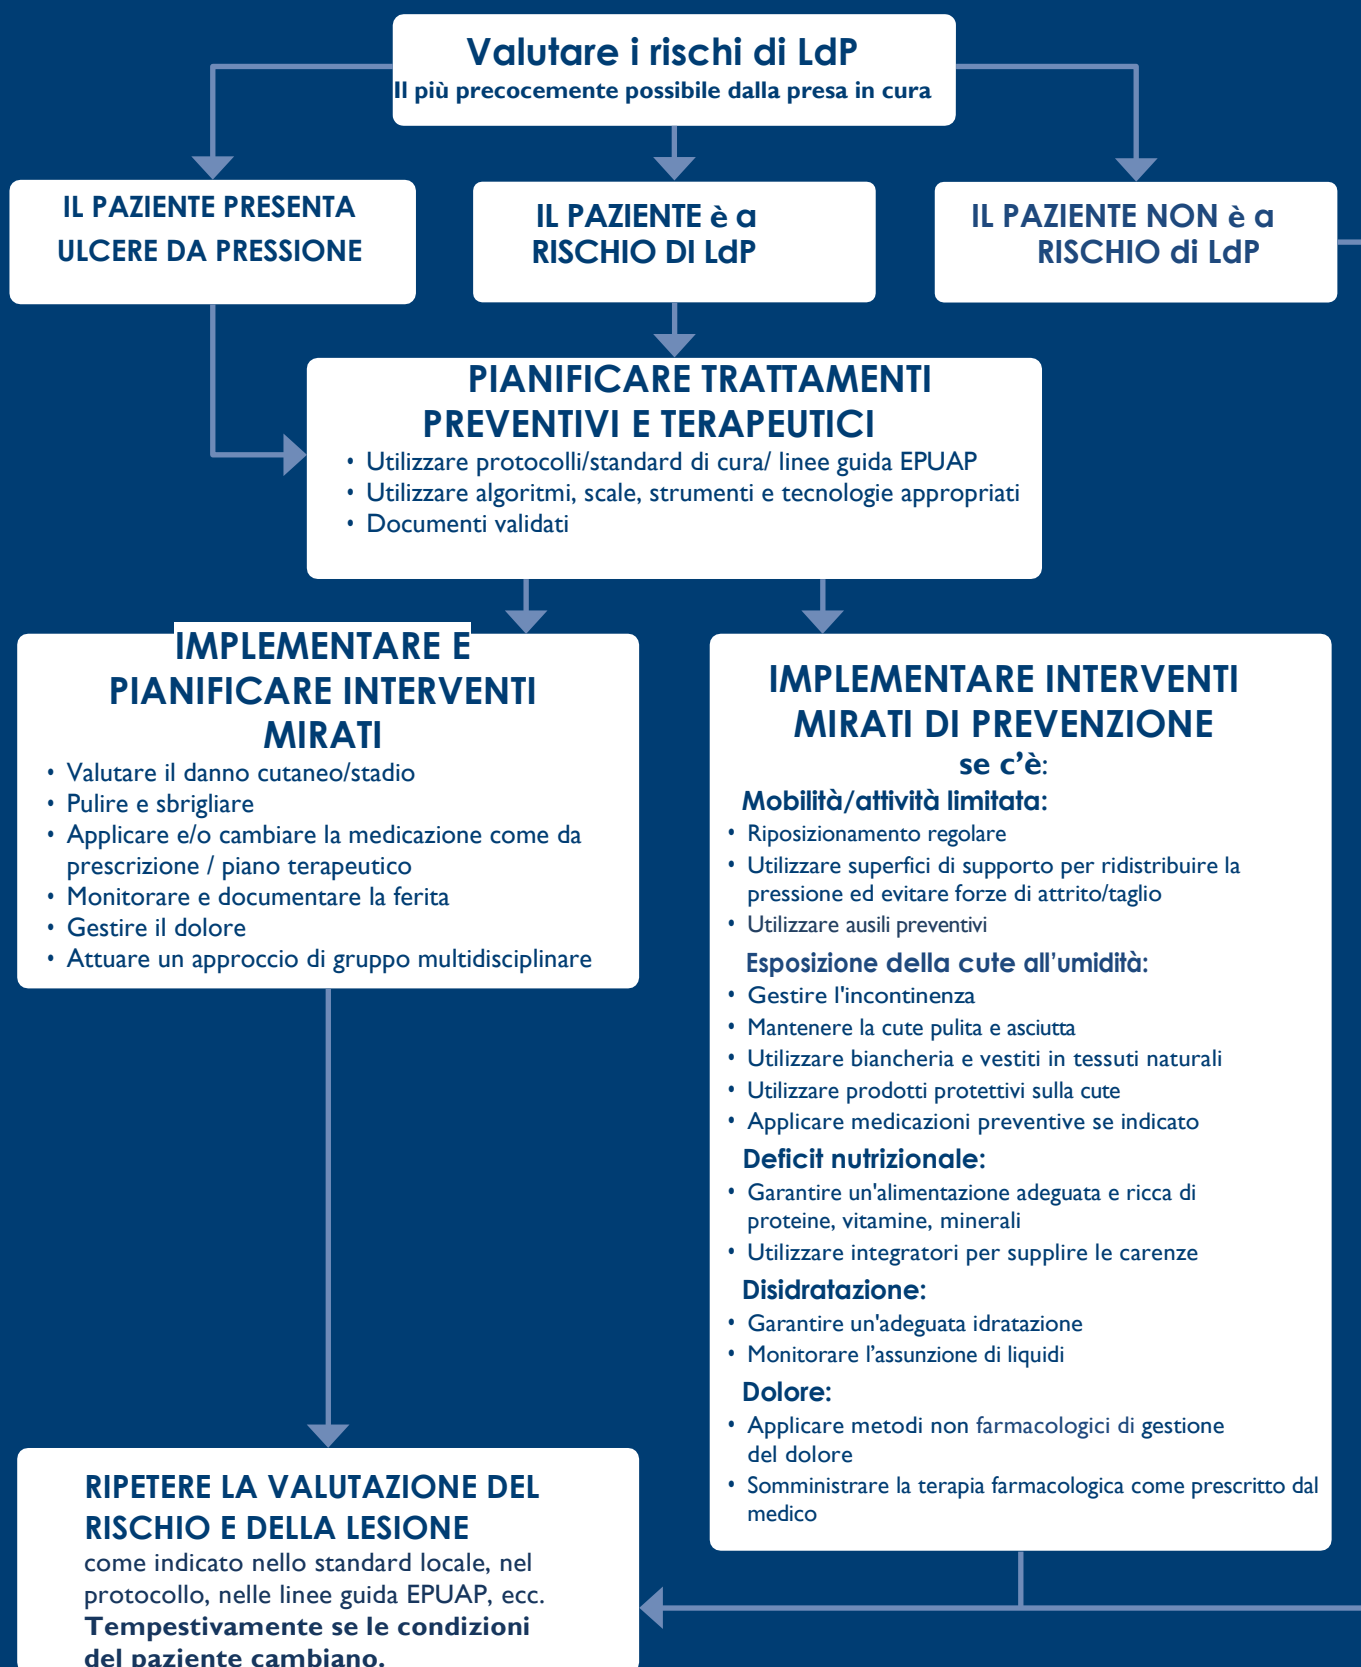 Valutare i rischi di LdP
Il più precocemente possibile dalla presa in cura
IL PAZIENTE PRESENTA
ULCERE DA PRESSIONE
IL PAZIENTE è a
RISCHIO DI LdP
IL PAZIENTE NON è a
RISCHIO di LdP
PIANIFICARE TRATTAMENTI
PREVENTIVI E TERAPEUTICI
• Utilizzare protocolli/standard di cura/ linee guida EPUAP
• Utilizzare algoritmi, scale, strumenti e tecnologie appropriati
• Documenti validati
IMPLEMENTARE E
PIANIFICARE INTERVENTI
MIRATI
• Valutare il danno cutaneo/stadio
• Pulire e sbrigliare
• Applicare e/o cambiare la medicazione come da
prescrizione / piano terapeutico
• Monitorare e documentare la ferita
• Gestire il dolore
• Attuare un approccio di gruppo multidisciplinare
IMPLEMENTARE INTERVENTI
MIRATI DI PREVENZIONE
se c’è:
Mobilità/attività limitata:
• Riposizionamento regolare
• Utilizzare superfici di supporto per ridistribuire la
pressione ed evitare forze di attrito/taglio
• Utilizzare ausili preventivi
Esposizione della cute all’umidità:
• Gestire l'incontinenza
• Mantenere la cute pulita e asciutta
• Utilizzare biancheria e vestiti in tessuti naturali
• Utilizzare prodotti protettivi sulla cute
• Applicare medicazioni preventive se indicato
Deficit nutrizionale:
• Garantire un'alimentazione adeguata e ricca di
proteine, vitamine, minerali
• Utilizzare integratori per supplire le carenze
Disidratazione:
• Garantire un'adeguata idratazione
• Monitorare l’assunzione di liquidi
Dolore:
• Applicare metodi non farmacologici di gestione
del dolore
• Somministrare la terapia farmacologica come prescritto dal
medico
RIPETERE LA VALUTAZIONE DEL
RISCHIO E DELLA LESIONE
come indicato nello standard locale, nel
protocollo, nelle linee guida EPUAP, ecc.
Tempestivamente se le condizioni
del paziente cambiano.